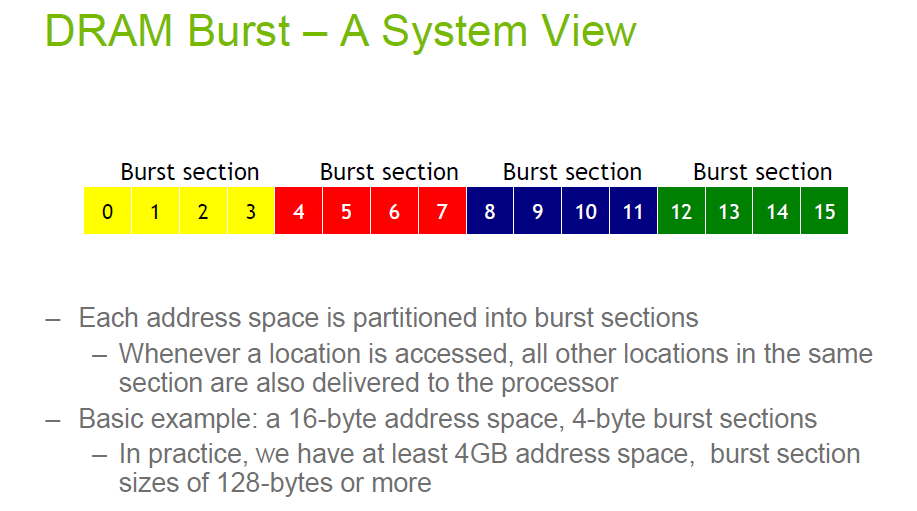 DRAM Burst – A System View
Burst section Burst section Burst section Burst section
0 1 2 3 4 5 6 7 8 9 10 11 12 13 14 15
– Each address space is partitioned into burst sections
– Whenever a location is accessed, all other locations in the same
section are also delivered to the processor
– Basic example: a 16-byte address space, 4-byte burst sections
– In practice, we have at least 4GB address space, burst section
sizes of 128-bytes or more